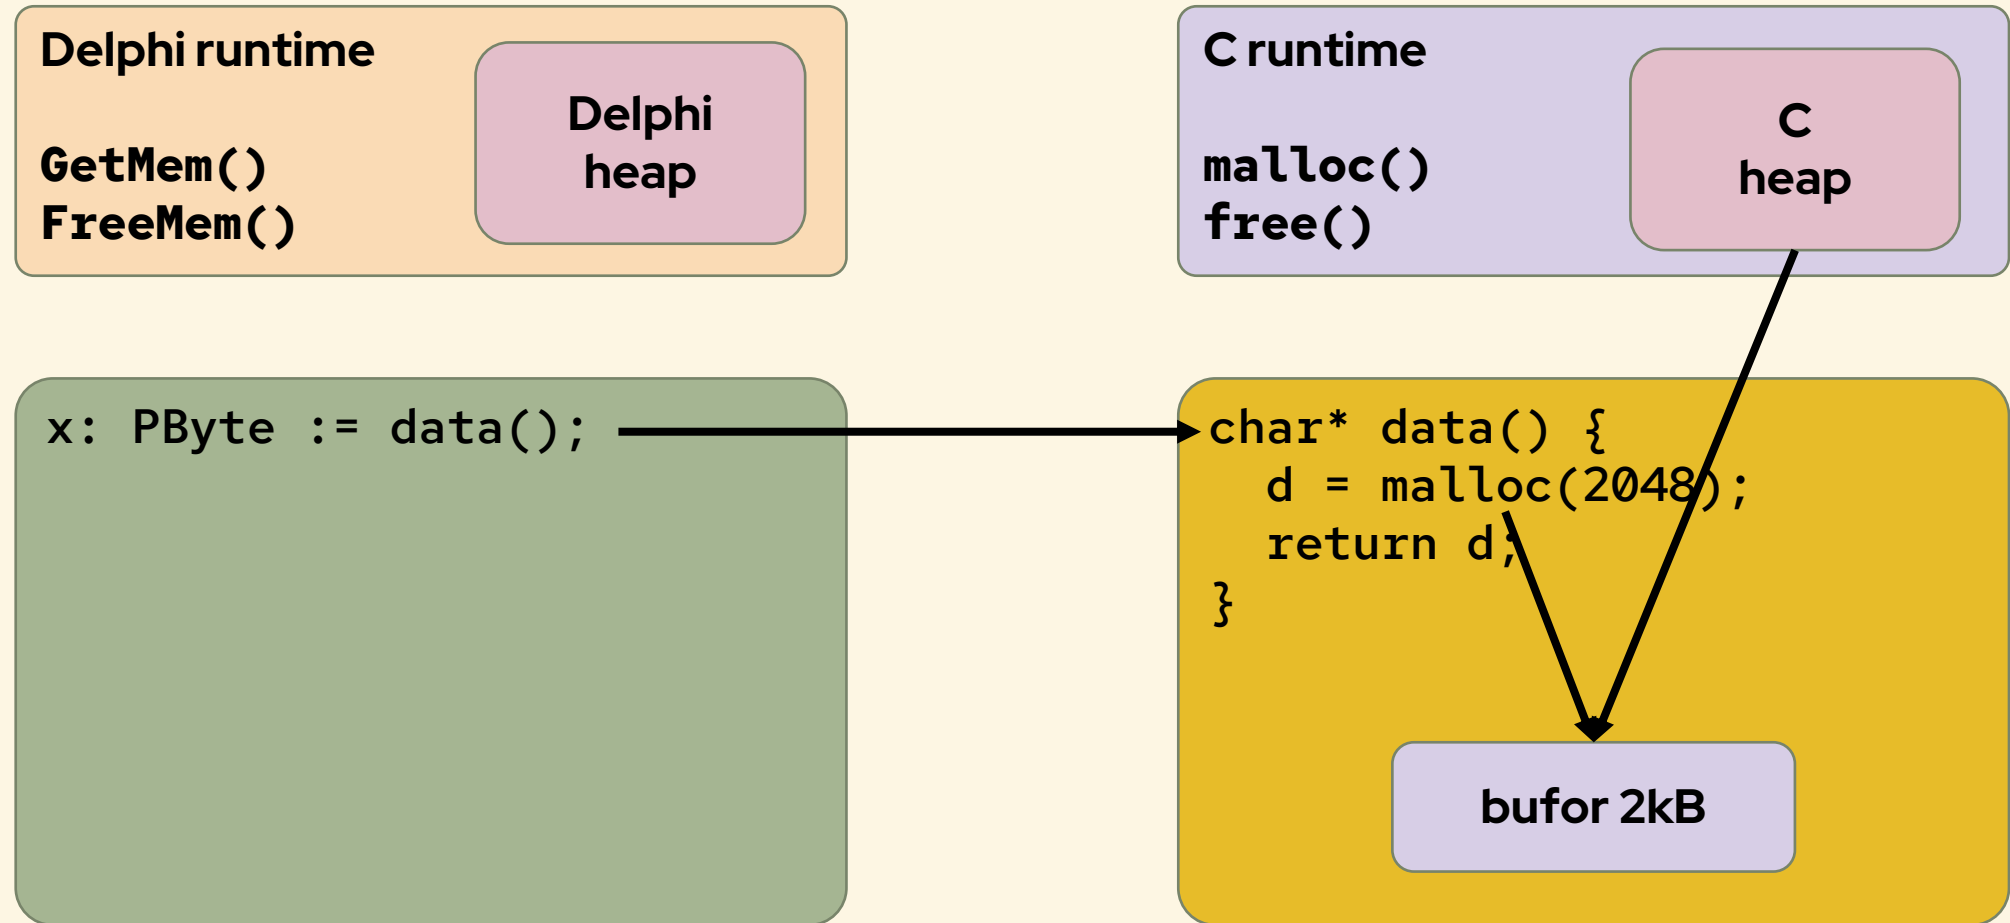 Delphi runtime
GetMem()
FreeMem()
Delphi
heap
C runtime
malloc()
free()
C
heap
x: PByte := data();
char* data() {
  d = malloc(2048);
  return d;
}
bufor 2kB